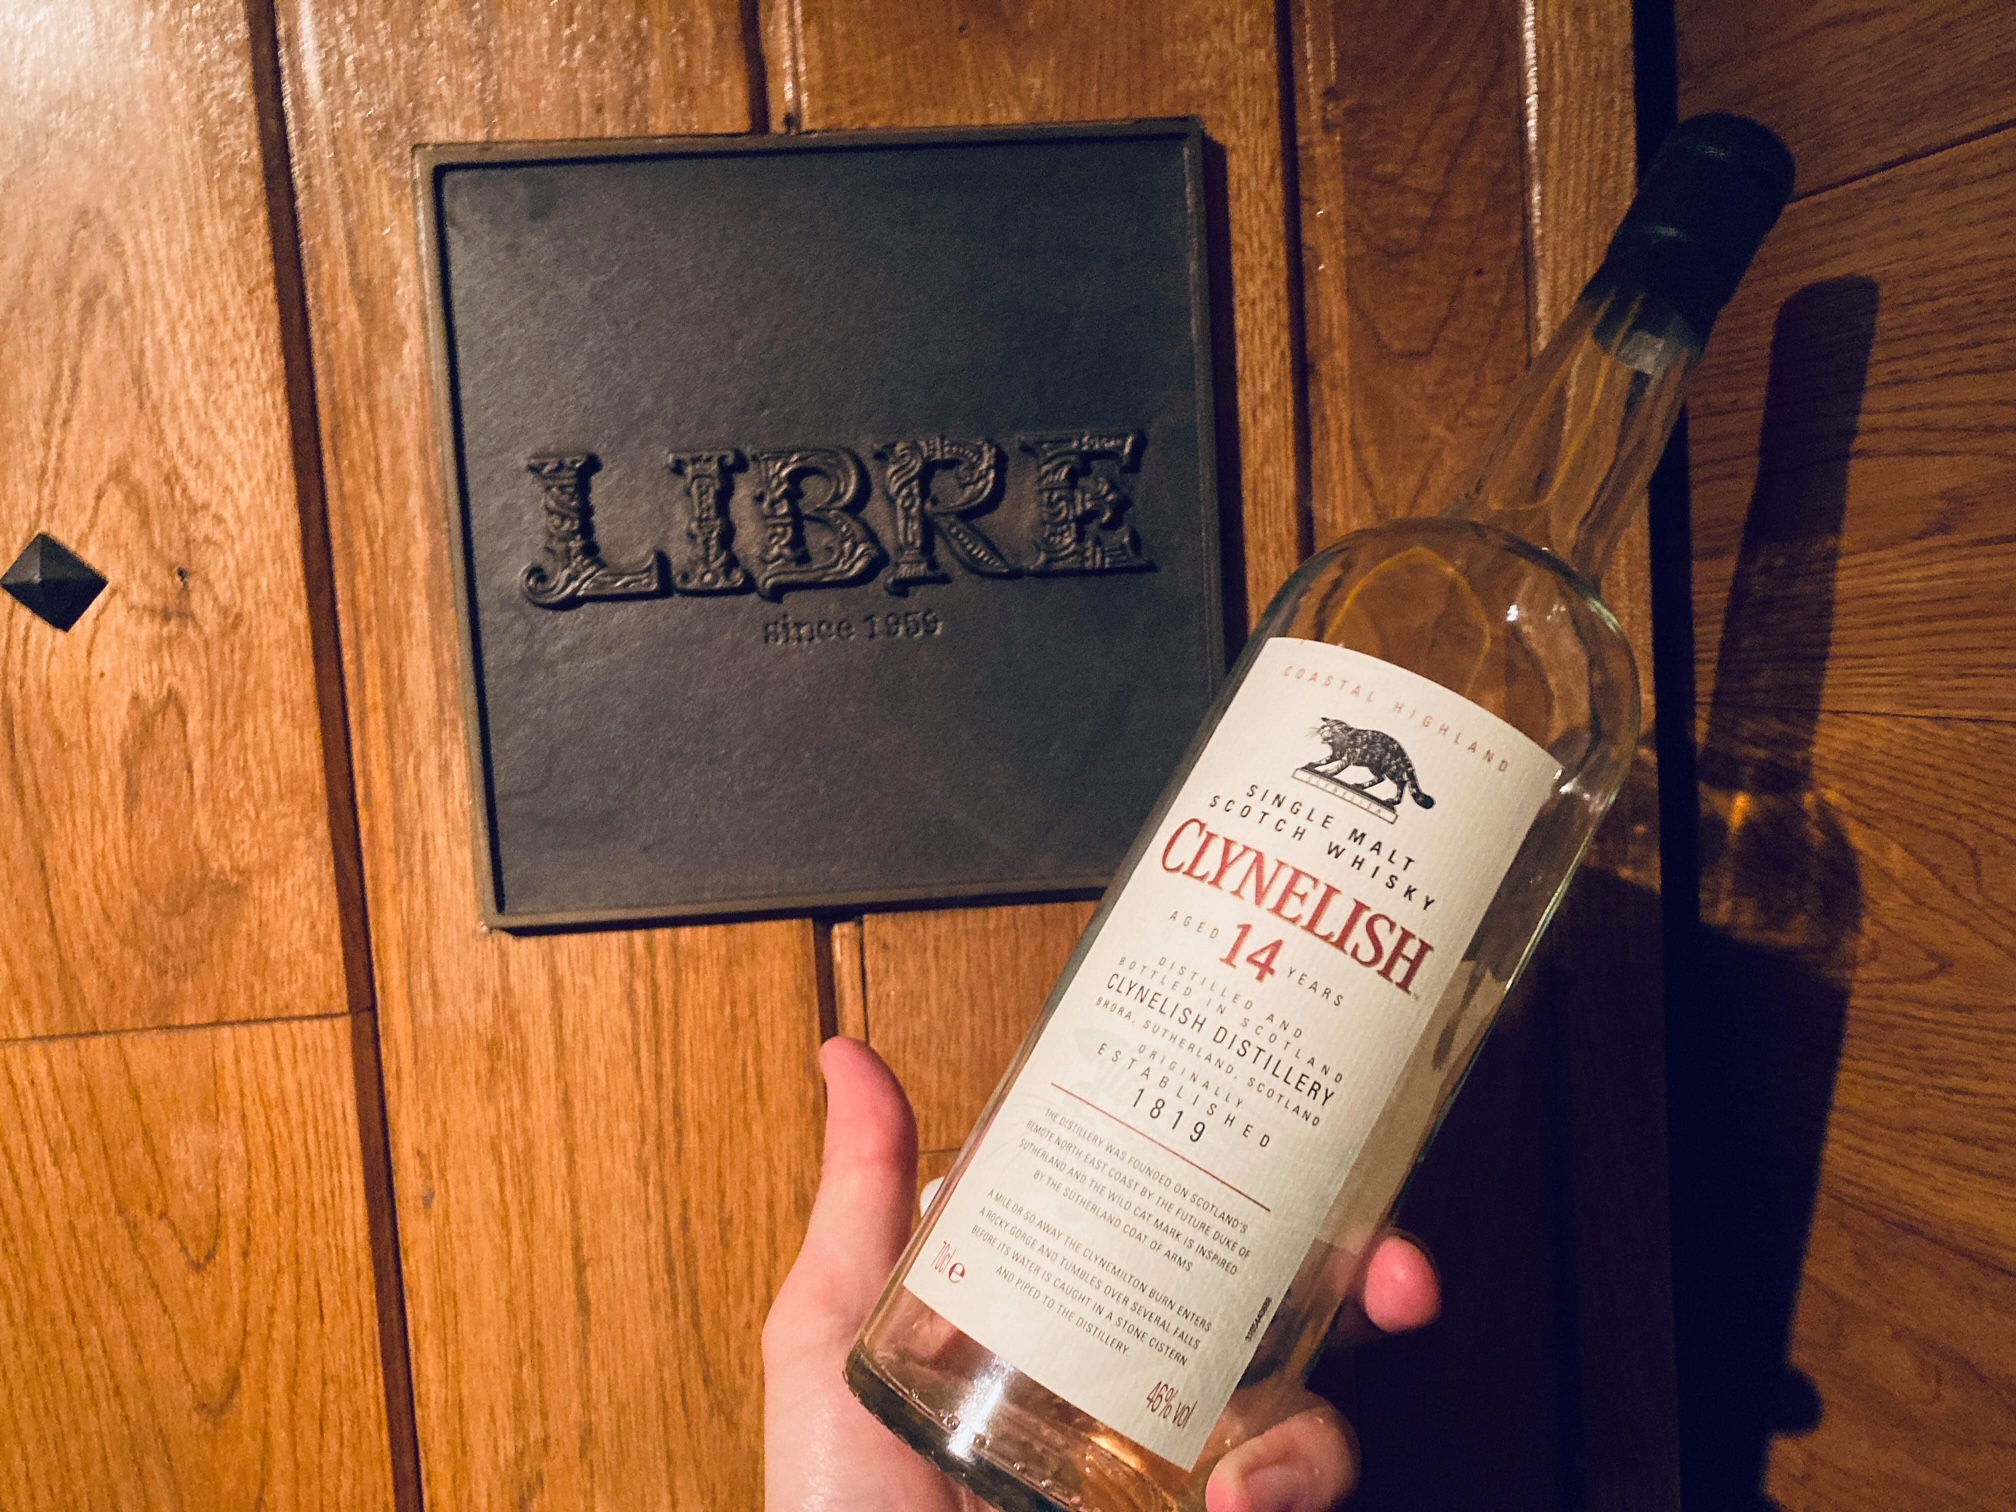 LIBRE
since 1959
COASTAL HIGHLAND
SINGLE MALT
SCOTCH WHISKY
CLYNELISH
AGED 14 YEARS
DISTILLED AND
BOTTLED IN SCOTLAND
CLYNELISH DISTILLERY
BRORA, SUTHERLAND, SCOTLAND
ORIGINALLY
ESTABLISHED
1819
THE DISTILLERY WAS FOUNDED ON SCOTLAND'S
REMOTE NORTH-EAST COAST BY THE FUTURE DUKE OF
SUTHERLAND AND THE WILD CAT MARK IS INSPIRED
BY THE SUTHERLAND COAT OF ARMS
A MILE OR SO AWAY THE CLYNEMILTON BURN ENTERS
A ROCKY GORGE AND TUMBLES OVER SEVERAL FALLS
BEFORE ITS WATER IS CAUGHT IN A STONE CISTERN
AND PIPED TO THE DISTILLERY.
70cl e
46% vol